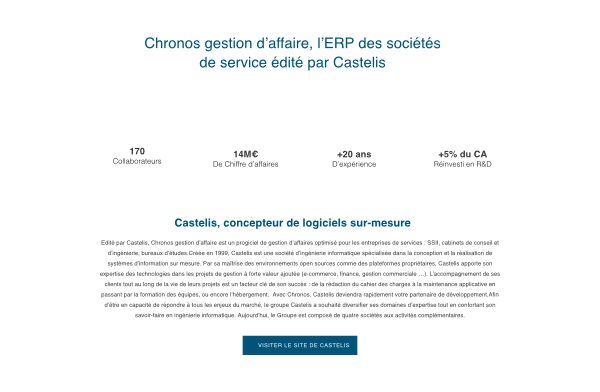 Chronos gestion d'affaire, l'ERP des sociétés
de service édité par Castelis
170
Collaborateurs
14M€
De Chiffre d'affaires
+20 ans
D'expérience
+5% du CA
Réinvesti en R&D
Castelis, concepteur de logiciels sur-mesure
Edité par Castelis, Chronos gestion d'affaire est un progiciel de gestion d'affaires optimisé pour les entreprises de services : SSII, cabinets de conseil et
d'ingénierie, bureaux d'études.Créée en 1999, Castelis est une société d'ingénierie informatique spécialisée dans la conception et la réalisation de
systèmes d'information sur mesure. Par sa maîtrise des environnements open sources comme des plateformes propriétaires, Castelis apporte son
expertise des technologies dans les projets de gestion à forte valeur ajoutée (e-commerce, finance, gestion commerciale ...). L'accompagnement de ses
clients tout au long de la vie de leurs projets est un facteur clé de son succès : de la rédaction du cahier des charges à la maintenance applicative en
passant par la formation des équipes, ou encore l'hébergement. Avec Chronos, Castelis deviendra rapidement votre partenaire de développement.Afin
d'être en capacité de répondre à tous les enjeux du marché, le groupe Castelis a souhaité diversifier ses domaines d'expertise tout en confortant son
savoir-faire en ingénierie informatique. Aujourd'hui, le Groupe est composé de quatre sociétés aux activités complémentaires.
VISITER LE SITE DE CASTELIS